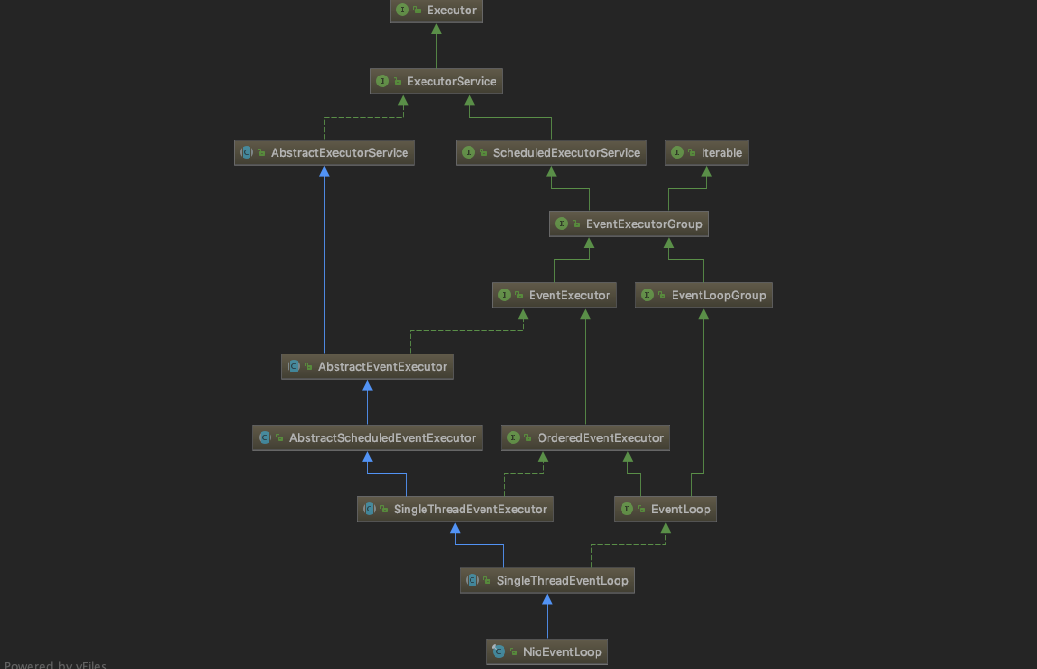 Executor
ExecutorService
AbstractExecutorService
ScheduledExecutorService
Iterable
EventExecutorGroup
EventExecutor
EventLoopGroup
AbstractEventExecutor
AbstractScheduledEventExecutor
OrderedEventExecutor
SingleThreadEventExecutor
EventLoop
SingleThreadEventLoop
NioEventLoop
Powered by yFiles